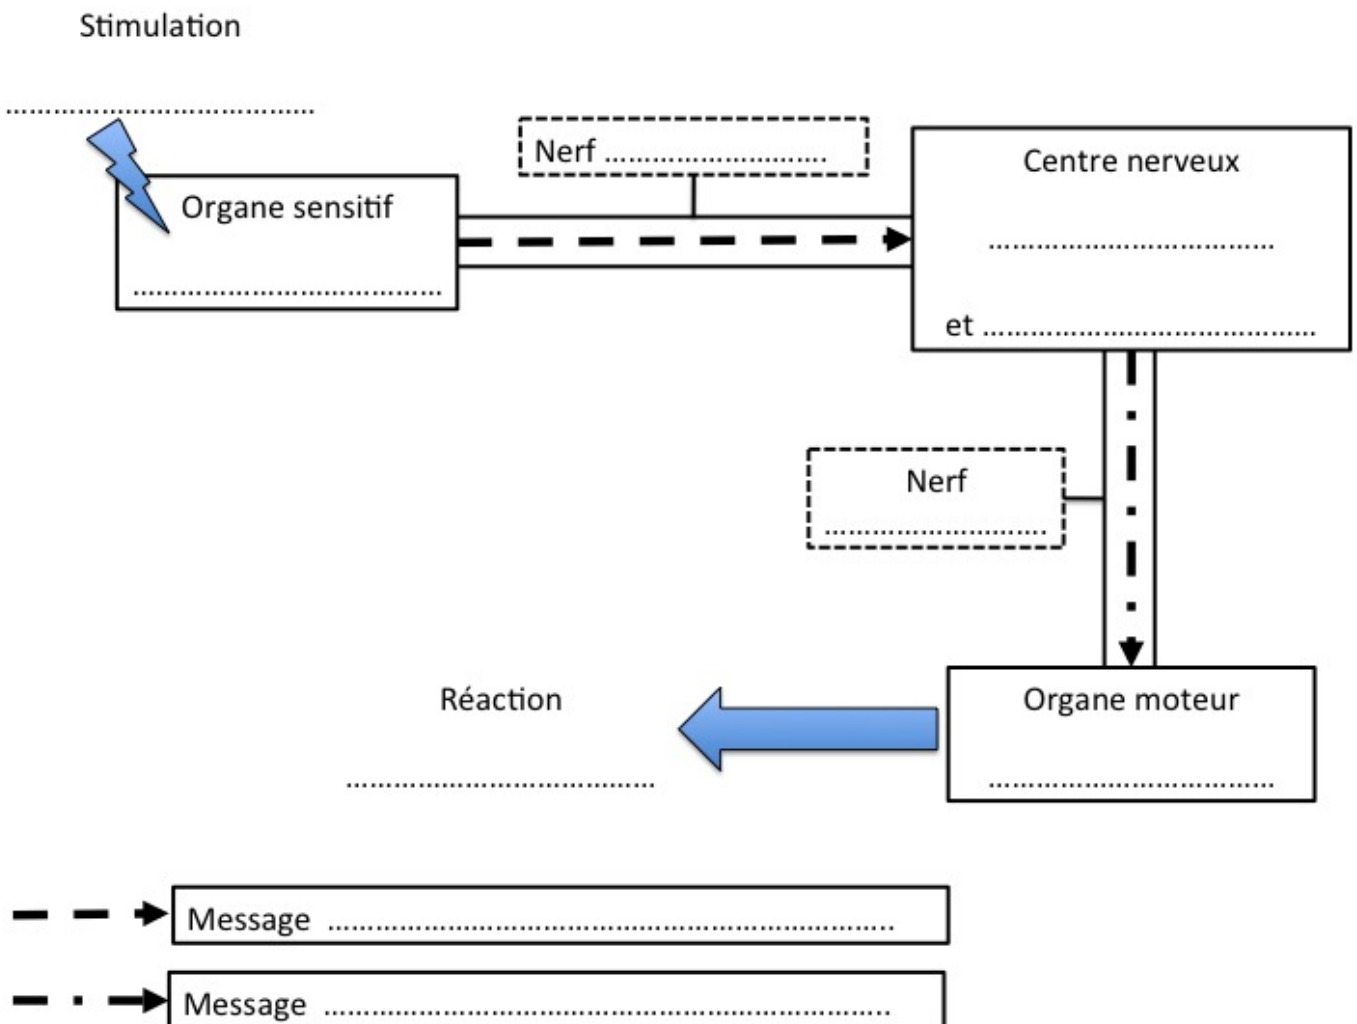 Stimulation
……………………………………
Nerf ……………………….
Centre nerveux
Organe sensitif
………………………………
……………………………………
et ……………………………………
Nerf
……………………….
Réaction
Organe moteur
……………………………………
………………………………
Message ………………………………………………………………..
Message ………………………………………………………………..